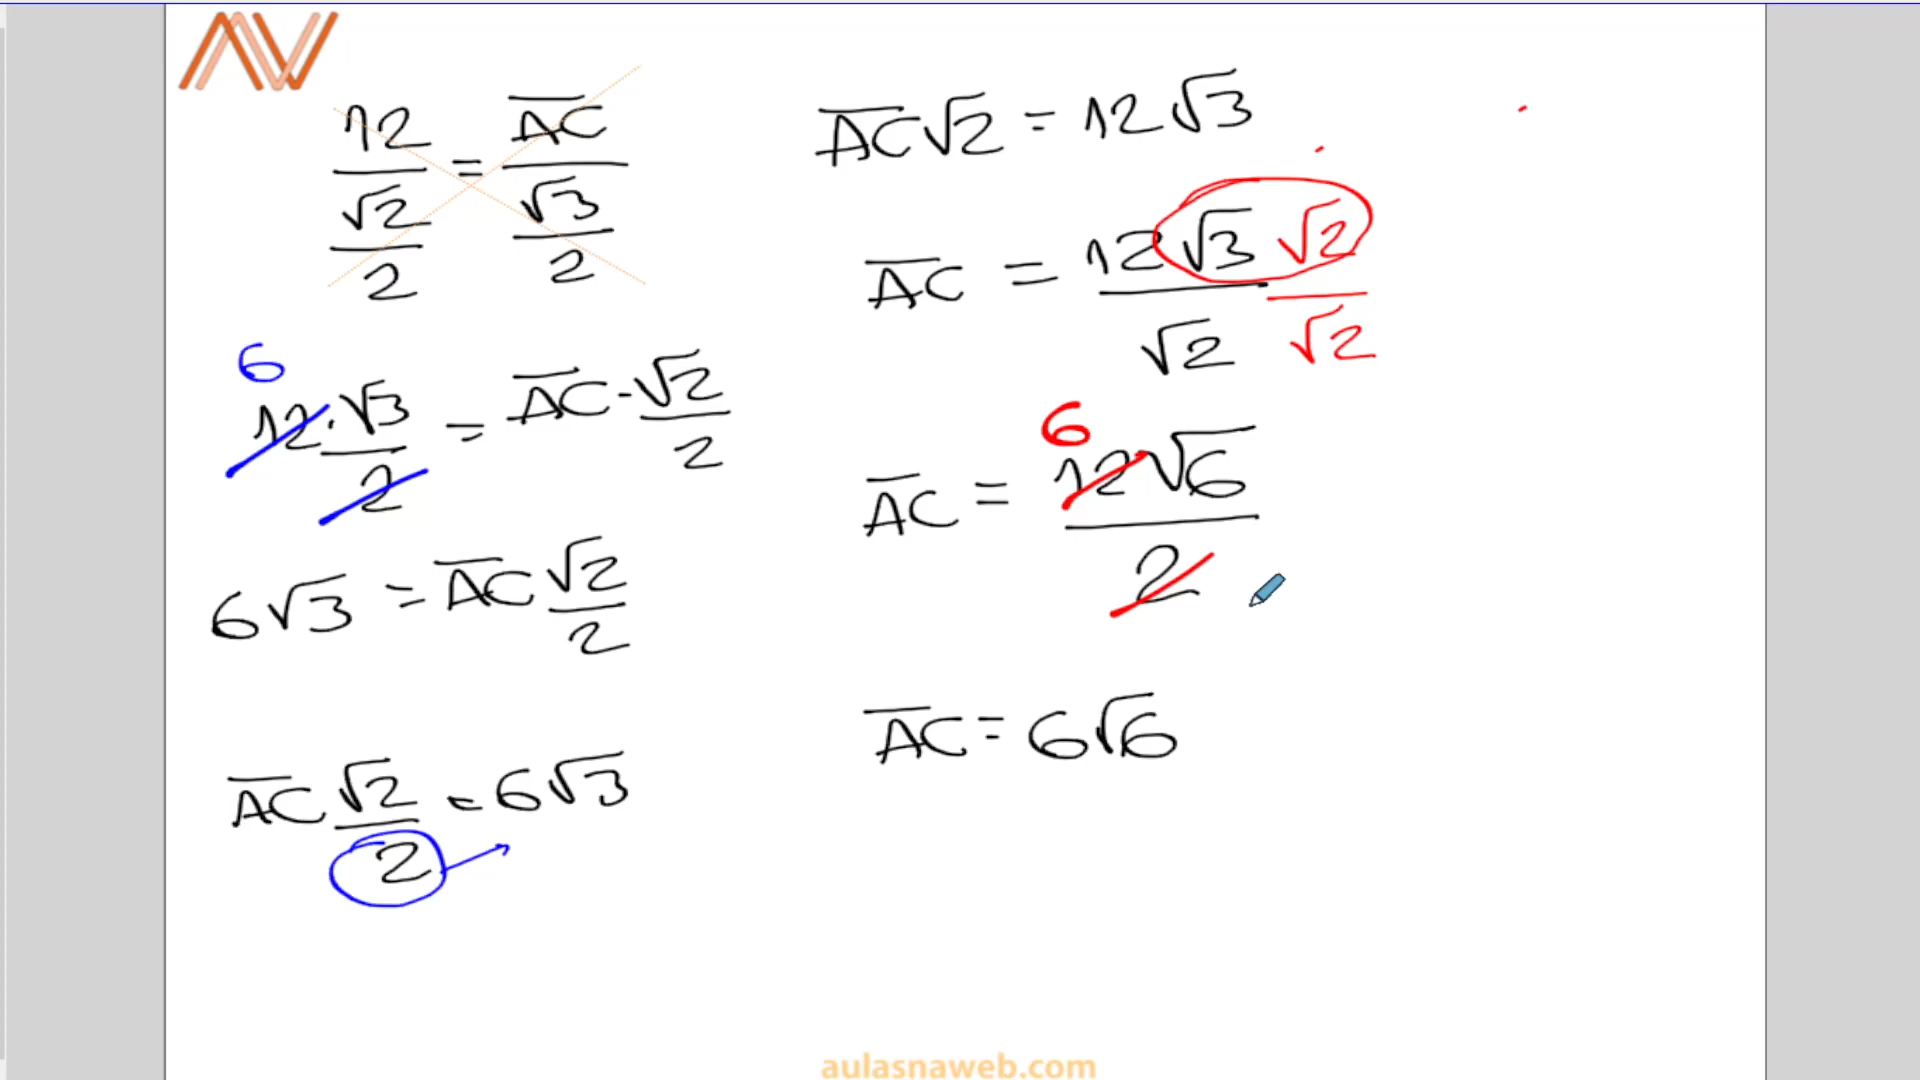 12/(√2/2) = AC̅/(√3/2)
6
12·√3/2 = AC̅·√2/2
6√3 = AC̅ √2/2
AC̅ √2/2 = 6√3
AC̅√2 = 12√3
AC̅ = 12√3 √2/√2 √2
6
AC̅ = 12√6/2
AC̅ = 6√6
aulasnaweb.com